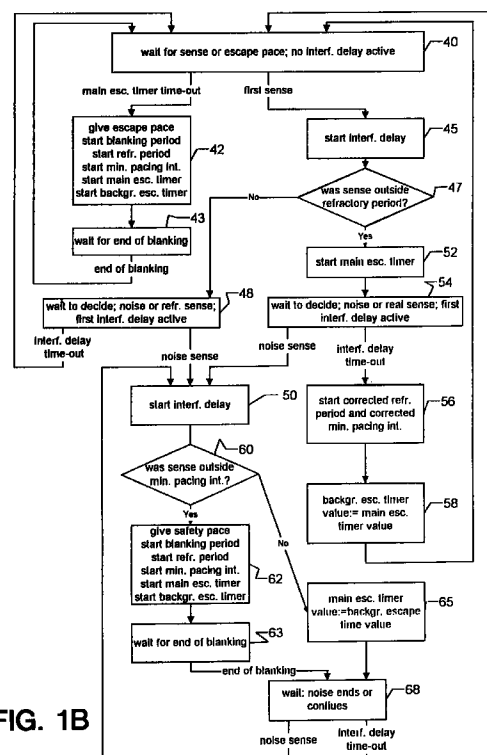 wait for sense or escape pace; no interf. delay active
40
main esc. timer time-out
first sense
give escape pace
start blanking period
start refr. period
start min. pacing int.
start main esc. timer
start backgr. esc. timer
42
start interf. delay
45
was sense outside
refractory period?
47
No
Yes
43
wait for end of blanking
end of blanking
start main esc. timer
52
54
wait to decide; noise or refr. sense;
first interf. delay active
48
wait to decide; noise or real sense; first
interf. delay active
interf. delay
time-out
noise sense
noise sense
interf. delay
time-out
start interf. delay
50
start corrected refr.
period and corrected
min. pacing int.
56
60
was sense outside
min. pacing int.?
Yes
No
backgr. esc. timer
value:= main esc.
timer value
58
give safety pace
start blanking period
start refr. period
start min. pacing int.
start main esc. timer
start backgr. esc. timer
62
main esc. timer
value:=backgr. escape
time value
65
wait for end of blanking
63
end of blanking
wait: noise ends or
contiues
68
noise sense
interf. delay
time-out
FIG. 1B